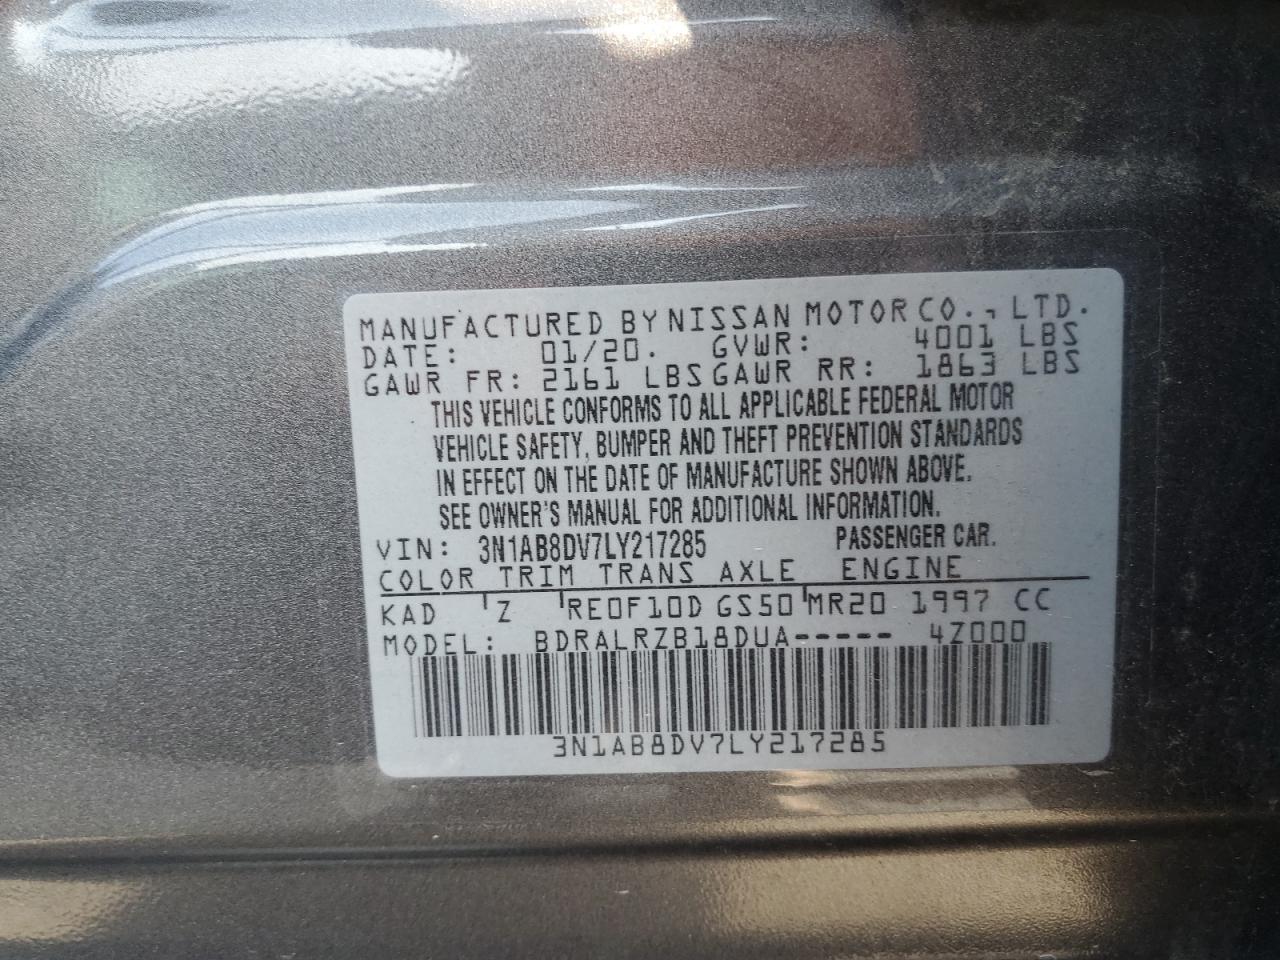 MANUFACTURED BY NISSAN MOTOR CO., LTD.
DATE: 01/20. GVWR: 4001 LBS
GAWR FR: 2161 LBS GAWR RR: 1863 LBS
THIS VEHICLE CONFORMS TO ALL APPLICABLE FEDERAL MOTOR
VEHICLE SAFETY, BUMPER AND THEFT PREVENTION STANDARDS
IN EFFECT ON THE DATE OF MANUFACTURE SHOWN ABOVE.
SEE OWNER'S MANUAL FOR ADDITIONAL INFORMATION.
VIN: 3N1AB8DV7LY217285 PASSENGER CAR.
COLOR TRIM TRANS AXLE ENGINE
KAD Z RE0F10D GS50 MR20 1997 CC
MODEL: BDRALRZB18DUA----- 4Z000
3N1AB8DV7LY217285